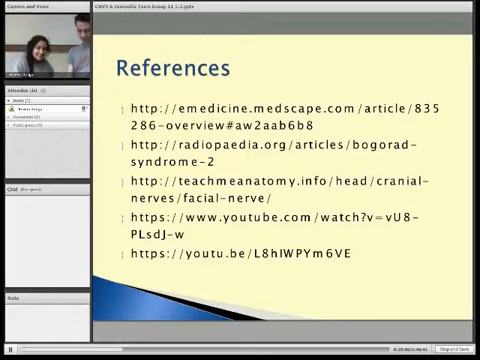 Camera and Voice
CNVS & Crocodile Tears Group 11 1-2.pptx
Attendee List
Chat
Note
References
http://emedicine.medscape.com/article/835
286-overview#aw2aab6b8
http://radiopaedia.org/articles/bogorad-
syndrome-2
http://teachmeanatomy.info/head/cranial-
nerves/facial-nerve/
https://www.youtube.com/watch?v=vU8-
PLsdJ-w
https://youtu.be/L8hIWPYm6VE
Stop and Save